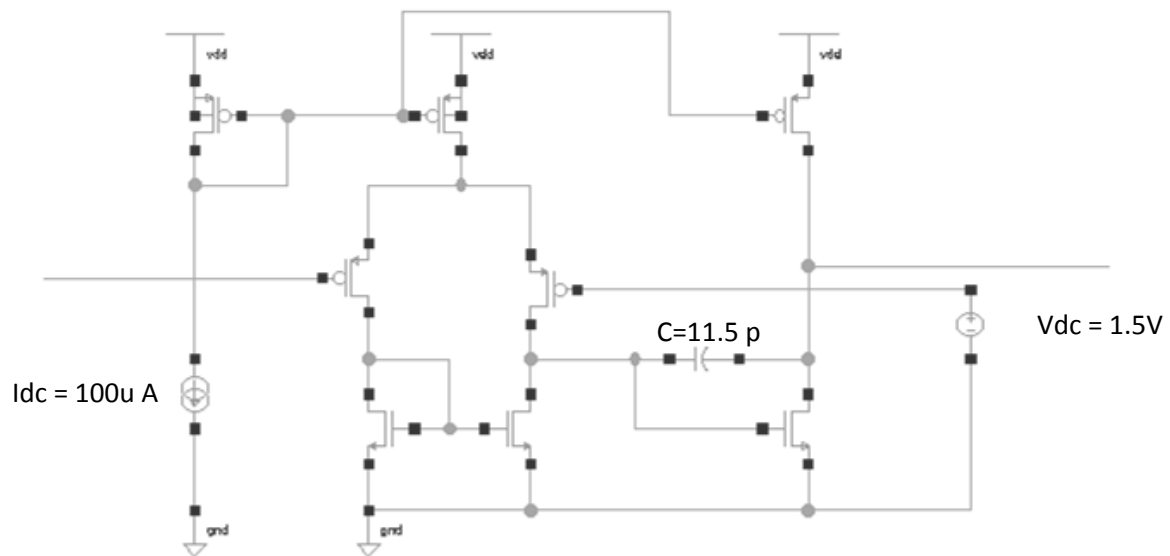 vdd
vdd
vdd
C=11.5 p
Vdc = 1.5V
Idc = 100u A
gnd
gnd